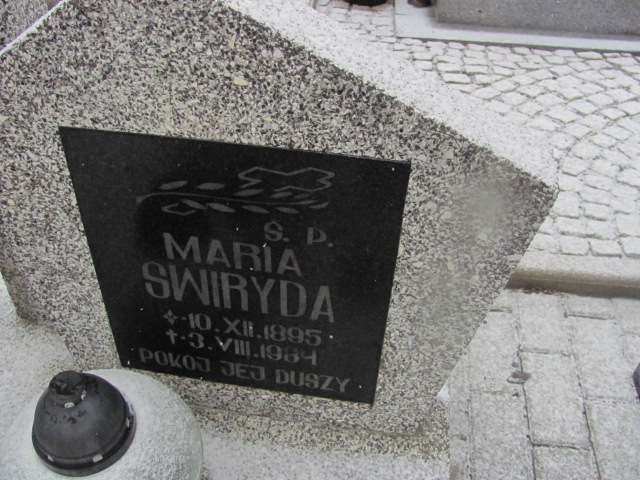 Ś. P.
MARIA
SWIRYDA
✣ 10. XII. 1895
✝ 3. VIII. 1984
POKÓJ JEJ DUSZY